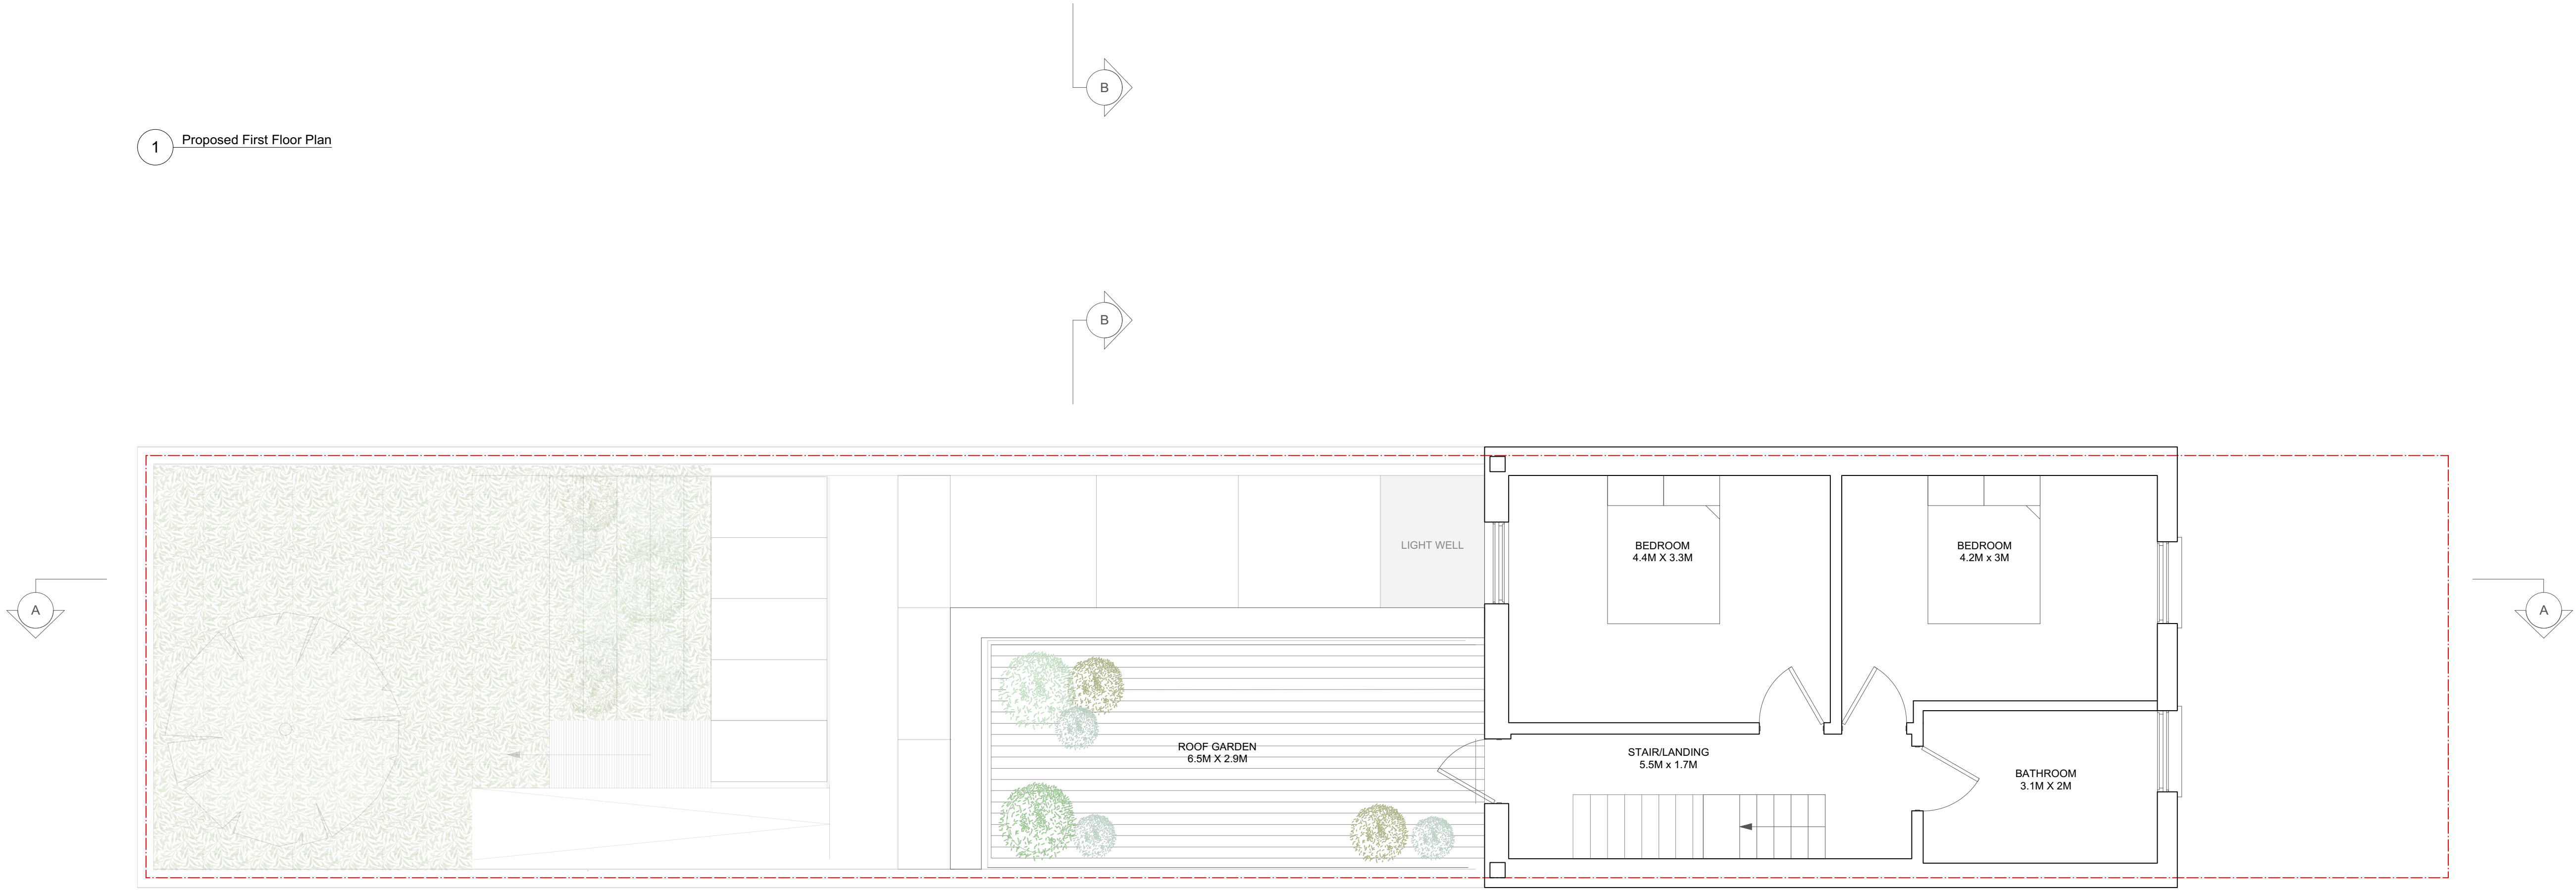 B
1 Proposed First Floor Plan
B
LIGHT WELL
BEDROOM
4.4M X 3.3M
BEDROOM
4.2M x 3M
A
A
ROOF GARDEN
6.5M X 2.9M
STAIR/LANDING
5.5M x 1.7M
BATHROOM
3.1M X 2M